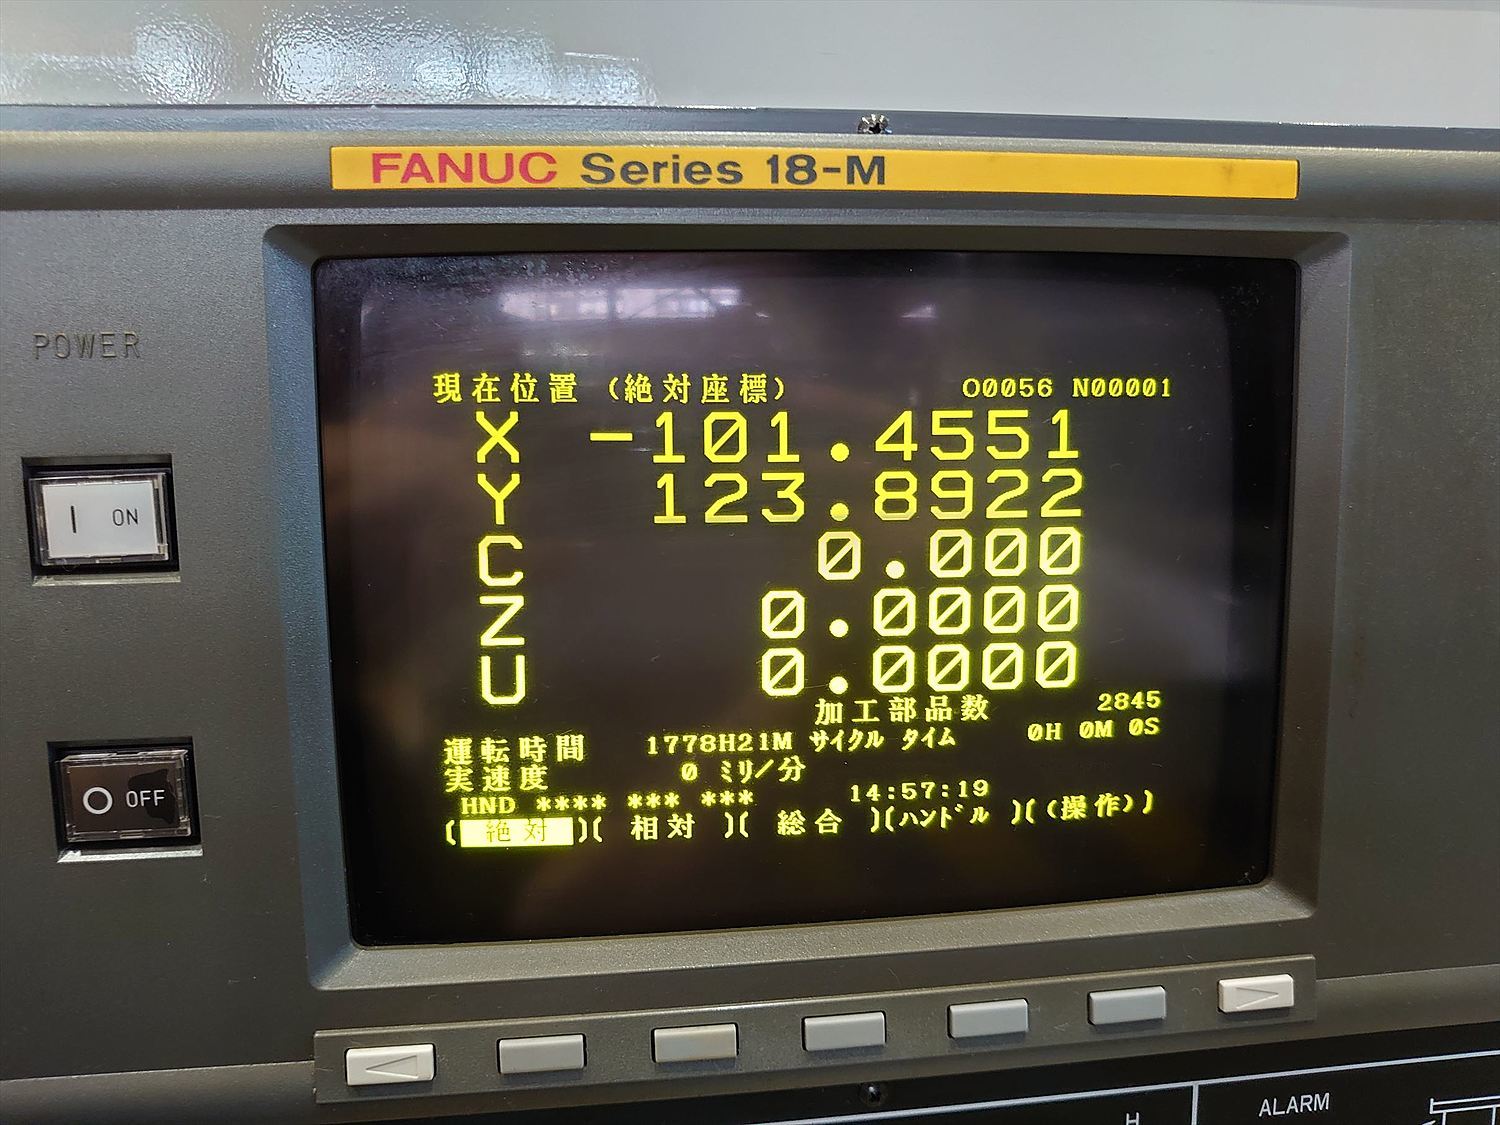 FANUC Series 18-M
POWER
| ON
OFF
現在位置 (絶対座標) O0056 N00001
X -101.4551
Y 123.8922
C 0.000
Z 0.0000
U 0.0000
加工部品数 2845
運転時間 1778H21M サイクル タイム 0H 0M 0S
実速度 0 ミリ/分
HND **** *** *** 14:57:19
(絶対)( 相対 )( 総合 )(ハンドル )((操作))
H
ALARM